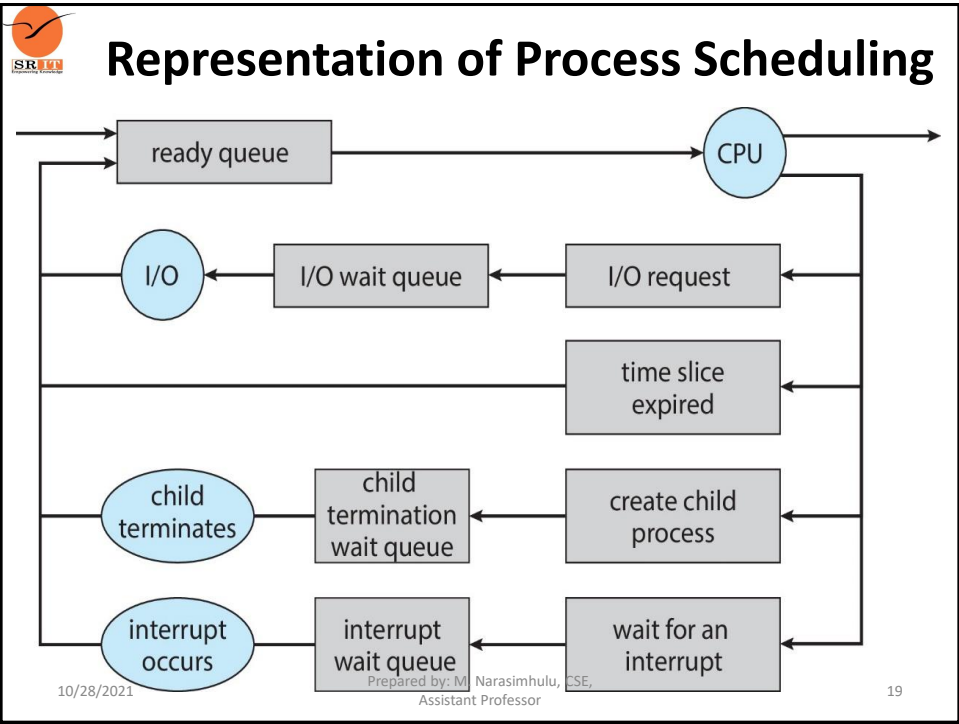 SRIT
Empowering Knowledge
Representation of Process Scheduling
ready queue
CPU
I/O
I/O wait queue
I/O request
time slice
expired
child
terminates
child
termination
wait queue
create child
process
interrupt
occurs
interrupt
wait queue
wait for an
interrupt
10/28/2021
Prepared by: M. Narasimhulu, CSE,
Assistant Professor
19